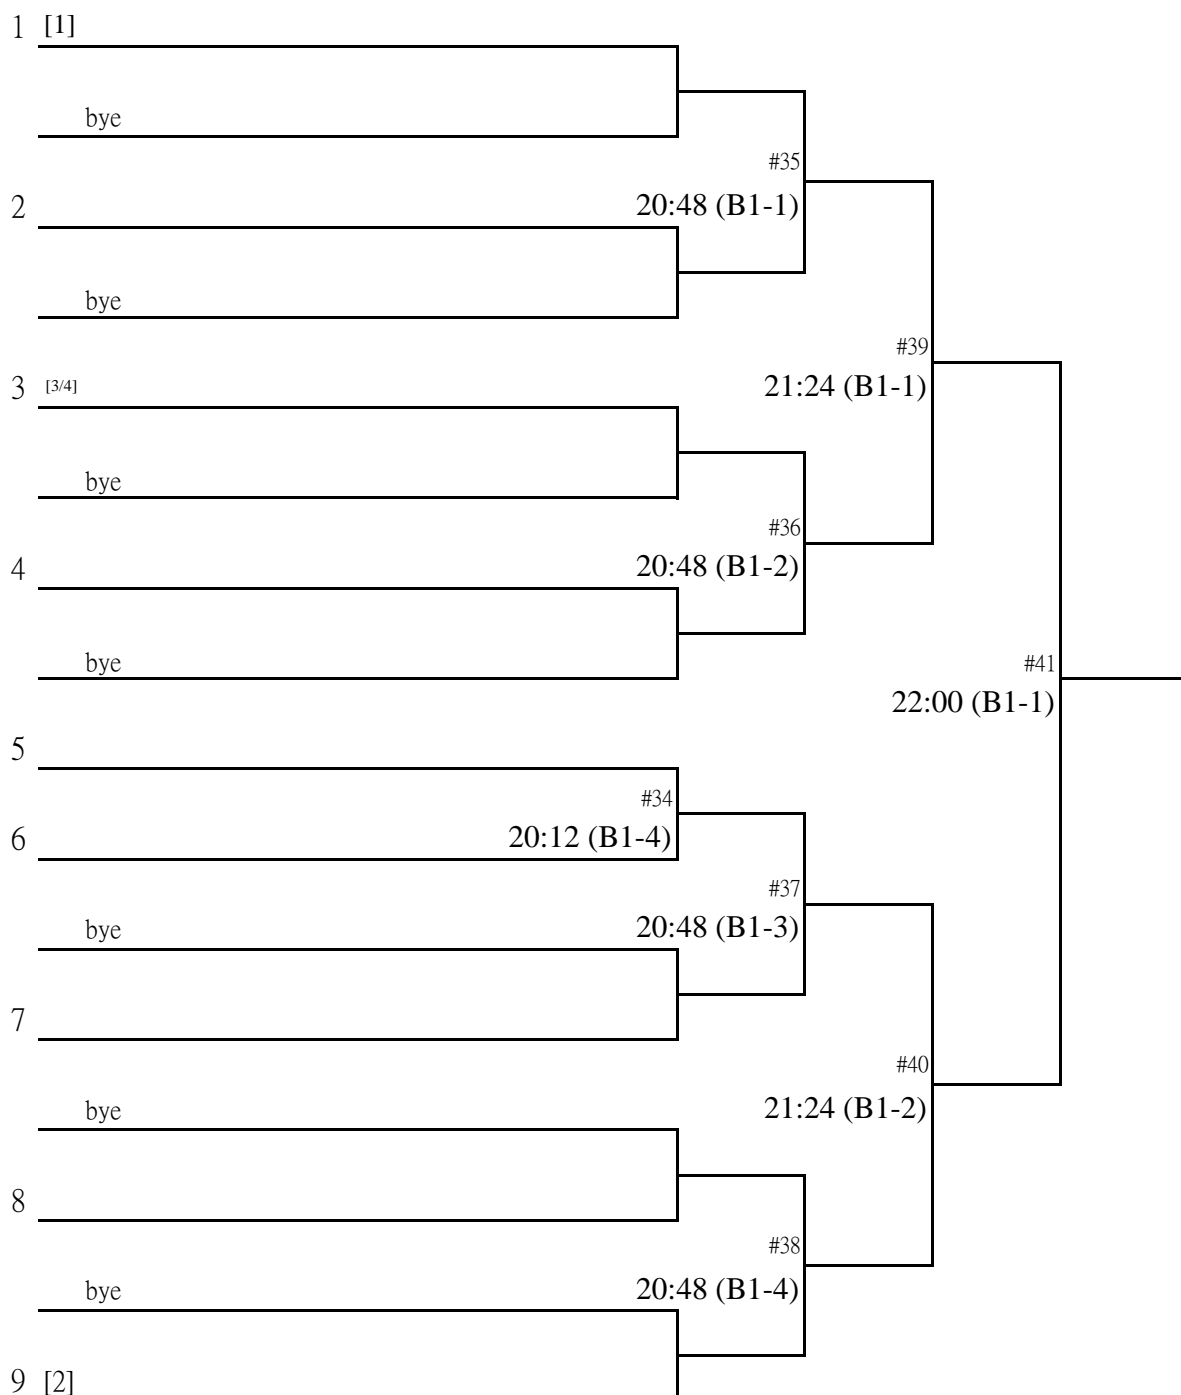 1 [1]
bye
#35
2 20:48 (B1-1)
bye
#39
3 [3/4] 21:24 (B1-1)
bye
#36
4 20:48 (B1-2)
bye #41
22:00 (B1-1)
5
#34
6 20:12 (B1-4)
#37
bye 20:48 (B1-3)
7
#40
bye 21:24 (B1-2)
8
#38
bye 20:48 (B1-4)
9 [2]